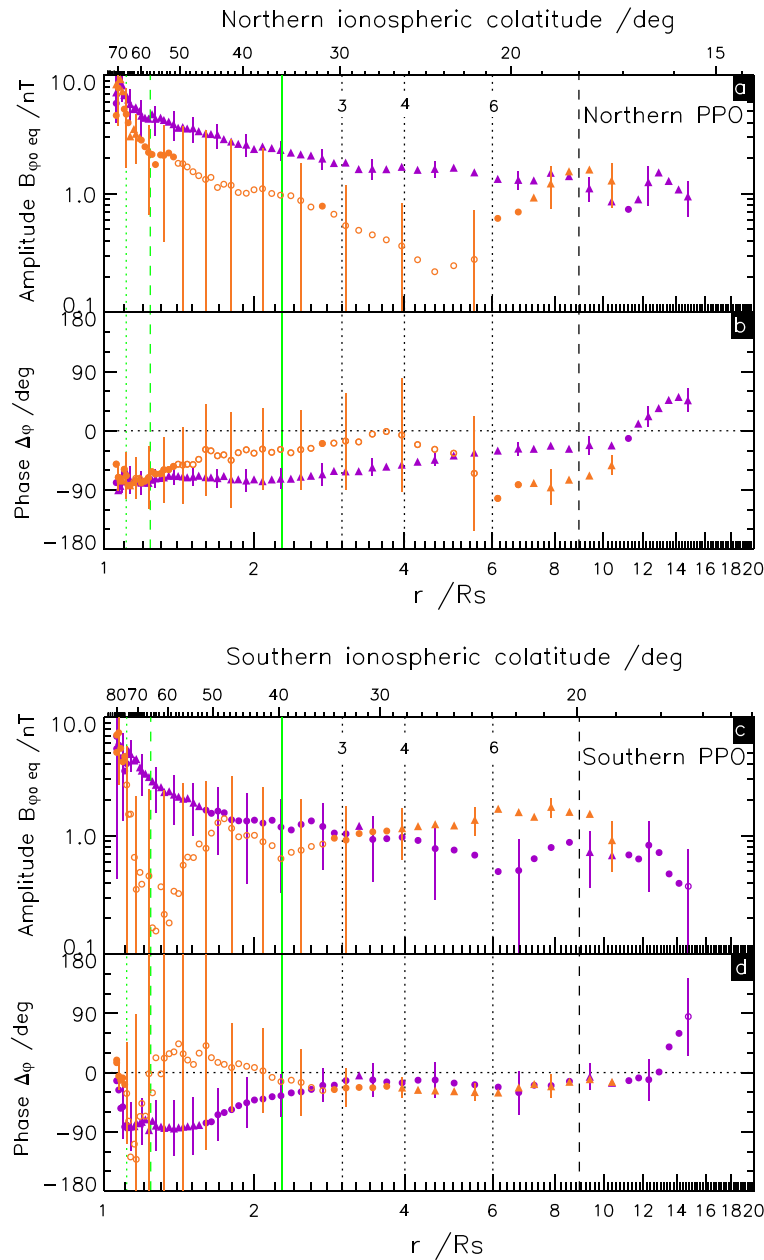 Northern ionospheric colatitude /deg
70 60 50 40 30 20 15
a
Northern PPO
3 4 6
10.0
1.0
0.1
Amplitude Bφ0 eq /nT
b
180
90
0
−90
−180
Phase Δφ /deg
1 2 4 6 8 10 12 14 16 18 20
r /Rs
Southern ionospheric colatitude /deg
80 70 60 50 40 30 20
c
Southern PPO
3 4 6
10.0
1.0
0.1
Amplitude Bφ0 eq /nT
d
180
90
0
−90
−180
Phase Δφ /deg
1 2 4 6 8 10 12 14 16 18 20
r /Rs